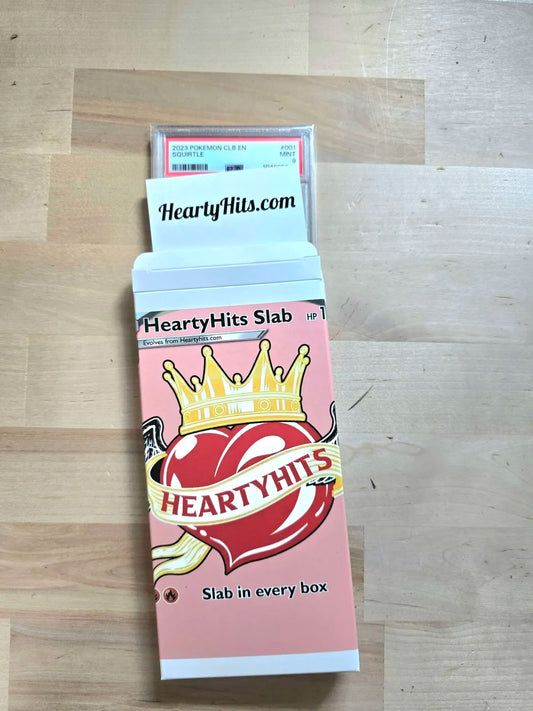 2023 POKEMON CLB EN #001
SQUIRTLE MINT
9
HeartyHits.com
HeartyHits Slab HP
Evolves from Heartyhits.com
HEARTYHITS
Slab in every box